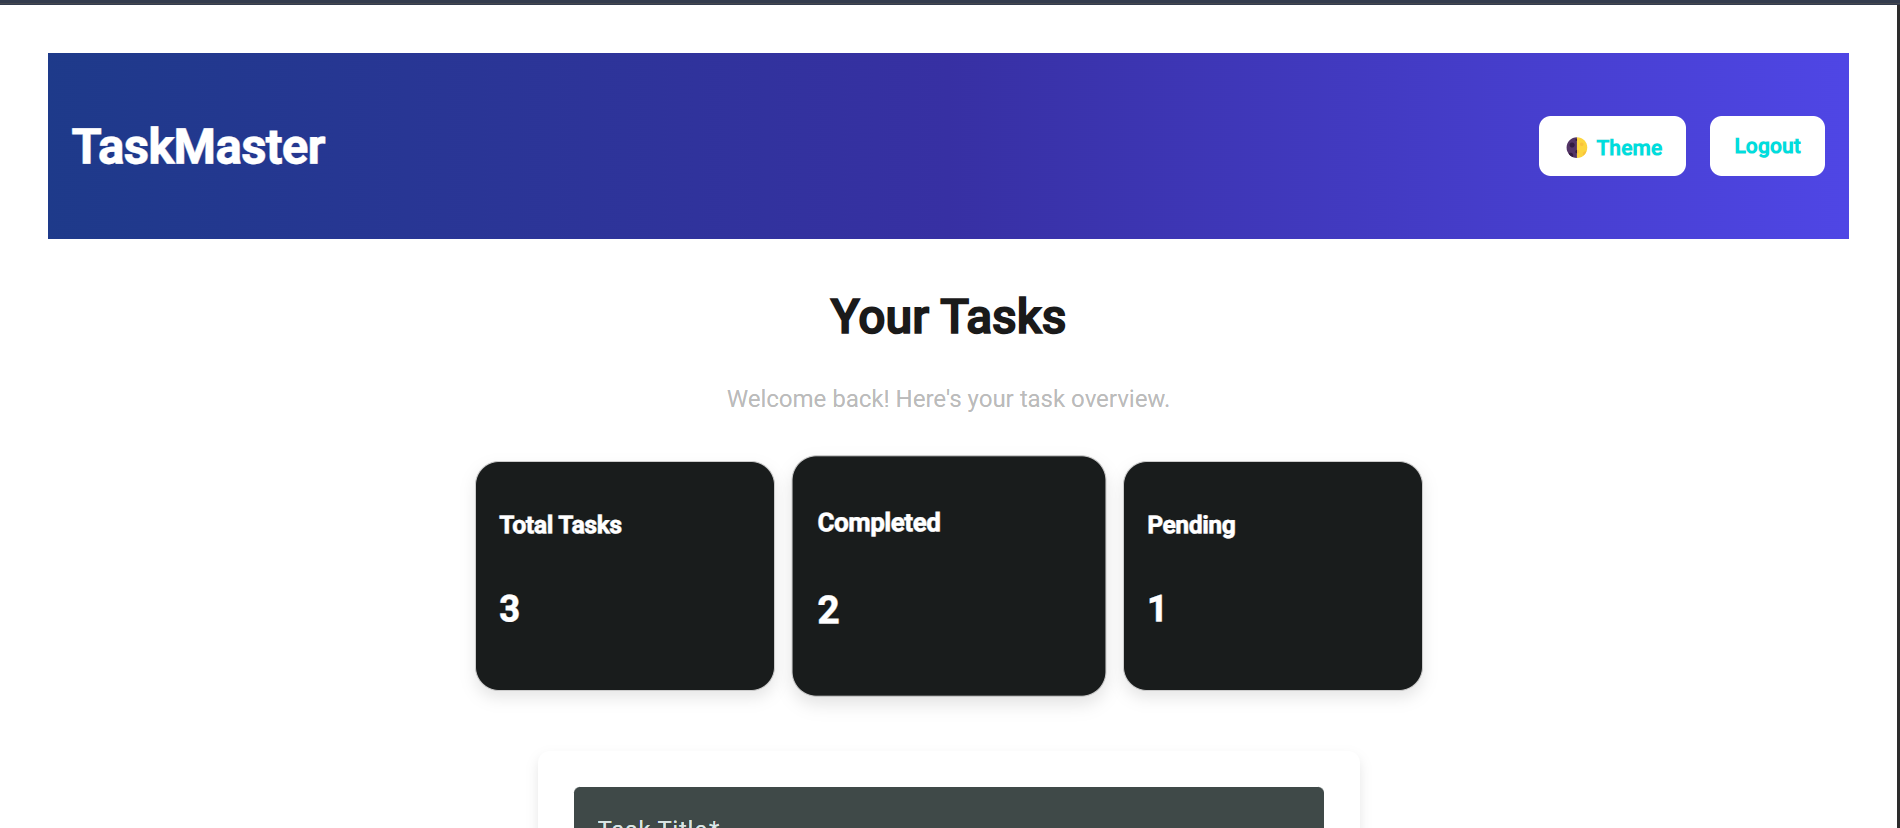 TaskMaster
Theme
Logout
Your Tasks
Welcome back! Here's your task overview.
Total Tasks
Completed
Pending
3
2
1
Task Title*